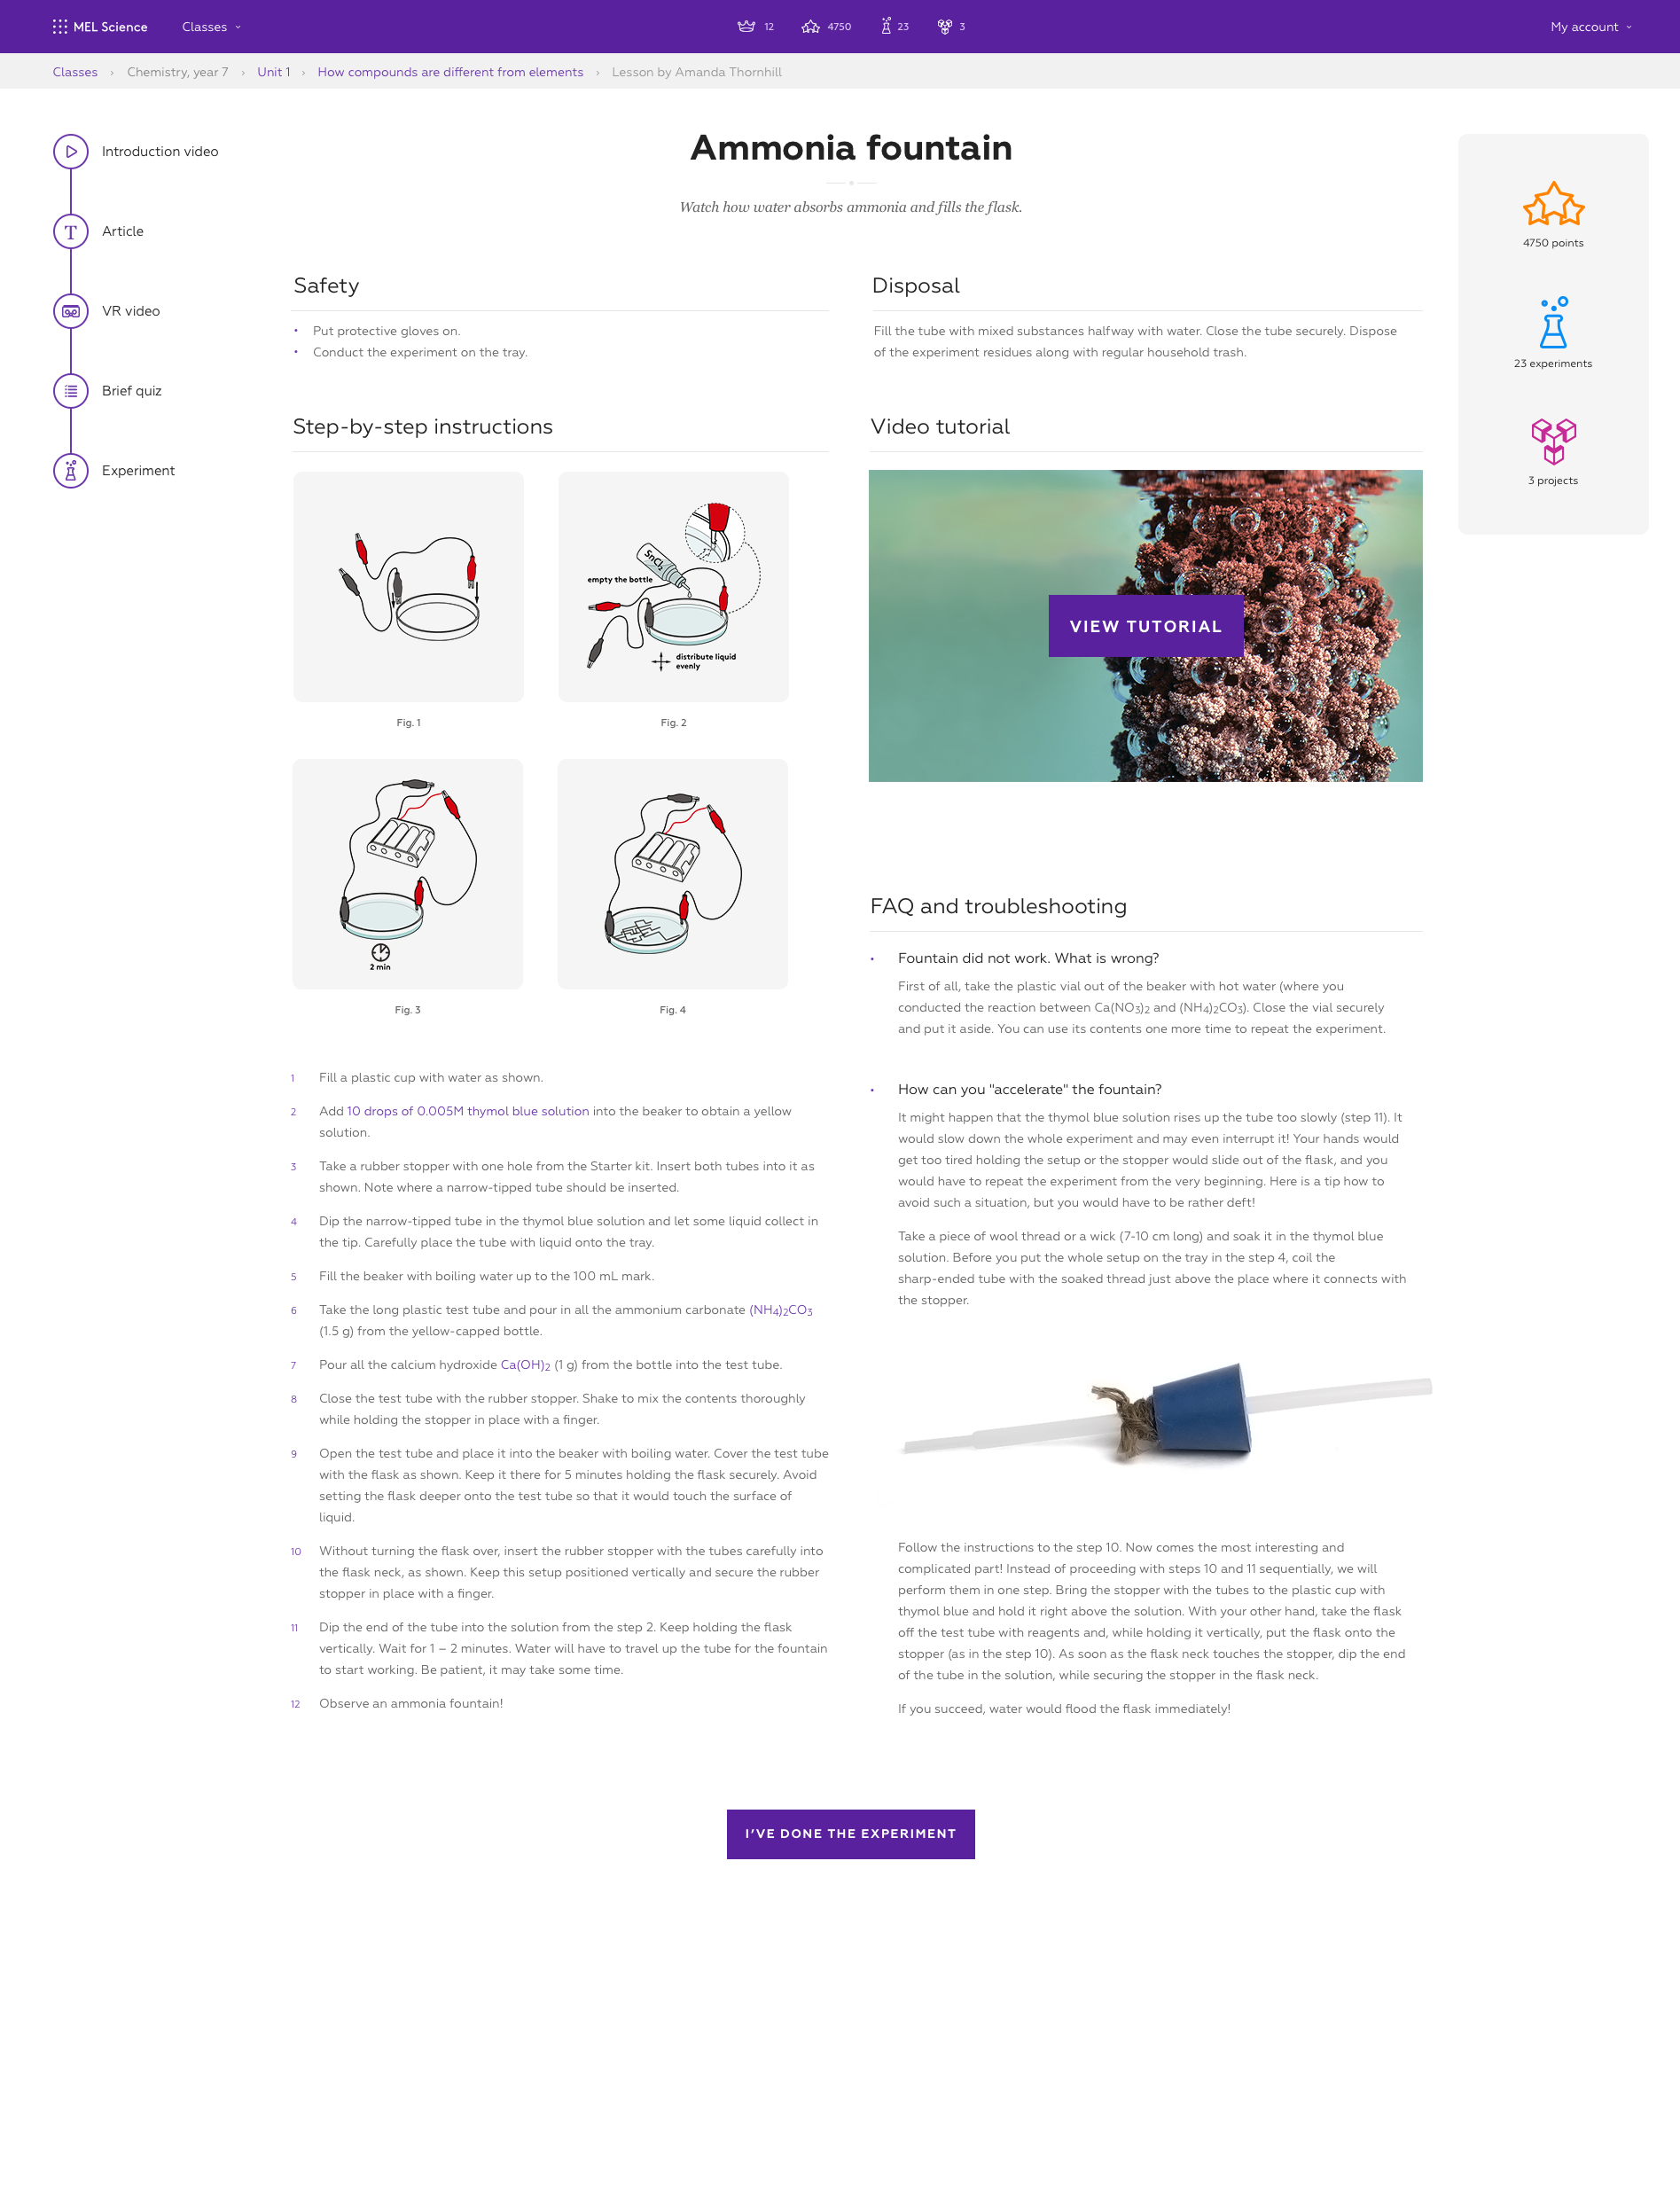 MEL Science
Classes
12
4750
23
3
My account
Classes › Chemistry, year 7 › Unit 1 › How compounds are different from elements › Lesson by Amanda Thornhill
Introduction video
Article
VR video
Brief quiz
Experiment
Ammonia fountain
Watch how water absorbs ammonia and fills the flask.
4750 points
23 experiments
3 projects
Safety
• Put protective gloves on.
• Conduct the experiment on the tray.
Disposal
Fill the tube with mixed substances halfway with water. Close the tube securely. Dispose
of the experiment residues along with regular household trash.
Step-by-step instructions
SnCl₂
empty the bottle
distribute liquid
evenly
Fig. 1
Fig. 2
2 min
Fig. 3
Fig. 4
1 Fill a plastic cup with water as shown.
2 Add 10 drops of 0.005M thymol blue solution into the beaker to obtain a yellow
solution.
3 Take a rubber stopper with one hole from the Starter kit. Insert both tubes into it as
shown. Note where a narrow-tipped tube should be inserted.
4 Dip the narrow-tipped tube in the thymol blue solution and let some liquid collect in
the tip. Carefully place the tube with liquid onto the tray.
5 Fill the beaker with boiling water up to the 100 mL mark.
6 Take the long plastic test tube and pour in all the ammonium carbonate (NH₄)₂CO₃
(1.5 g) from the yellow-capped bottle.
7 Pour all the calcium hydroxide Ca(OH)₂ (1 g) from the bottle into the test tube.
8 Close the test tube with the rubber stopper. Shake to mix the contents thoroughly
while holding the stopper in place with a finger.
9 Open the test tube and place it into the beaker with boiling water. Cover the test tube
with the flask as shown. Keep it there for 5 minutes holding the flask securely. Avoid
setting the flask deeper onto the test tube so that it would touch the surface of
liquid.
10 Without turning the flask over, insert the rubber stopper with the tubes carefully into
the flask neck, as shown. Keep this setup positioned vertically and secure the rubber
stopper in place with a finger.
11 Dip the end of the tube into the solution from the step 2. Keep holding the flask
vertically. Wait for 1 – 2 minutes. Water will have to travel up the tube for the fountain
to start working. Be patient, it may take some time.
12 Observe an ammonia fountain!
Video tutorial
VIEW TUTORIAL
FAQ and troubleshooting
• Fountain did not work. What is wrong?
First of all, take the plastic vial out of the beaker with hot water (where you
conducted the reaction between Ca(NO₃)₂ and (NH₄)₂CO₃). Close the vial securely
and put it aside. You can use its contents one more time to repeat the experiment.
• How can you "accelerate" the fountain?
It might happen that the thymol blue solution rises up the tube too slowly (step 11). It
would slow down the whole experiment and may even interrupt it! Your hands would
get too tired holding the setup or the stopper would slide out of the flask, and you
would have to repeat the experiment from the very beginning. Here is a tip how to
avoid such a situation, but you would have to be rather deft!
Take a piece of wool thread or a wick (7-10 cm long) and soak it in the thymol blue
solution. Before you put the whole setup on the tray in the step 4, coil the
sharp-ended tube with the soaked thread just above the place where it connects with
the stopper.
Follow the instructions to the step 10. Now comes the most interesting and
complicated part! Instead of proceeding with steps 10 and 11 sequentially, we will
perform them in one step. Bring the stopper with the tubes to the plastic cup with
thymol blue and hold it right above the solution. With your other hand, take the flask
off the test tube with reagents and, while holding it vertically, put the flask onto the
stopper (as in the step 10). As soon as the flask neck touches the stopper, dip the end
of the tube in the solution, while securing the stopper in the flask neck.
If you succeed, water would flood the flask immediately!
I'VE DONE THE EXPERIMENT